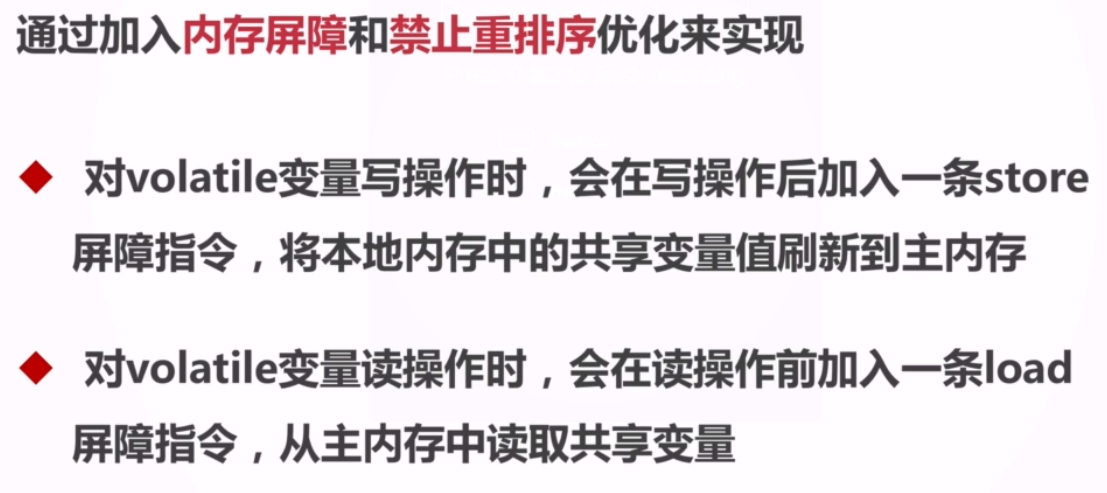 通过加入内存屏障和禁止重排序优化来实现
对volatile变量写操作时，会在写操作后加入一条store
屏障指令，将本地内存中的共享变量值刷新到主内存
对volatile变量读操作时，会在读操作前加入一条load
屏障指令，从主内存中读取共享变量